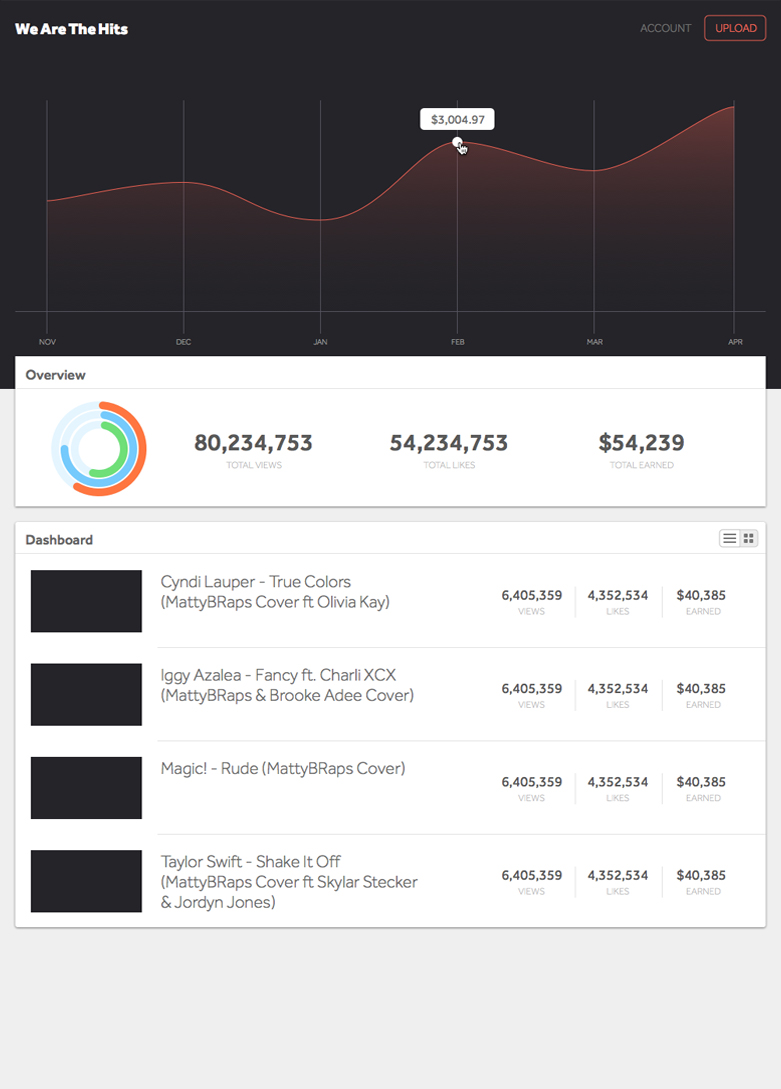 We Are The Hits
ACCOUNT
UPLOAD
$3,004.97
NOV DEC JAN FEB MAR APR
Overview
80,234,753 54,234,753 $54,239
TOTAL VIEWS TOTAL LIKES TOTAL EARNED
Dashboard
Cyndi Lauper - True Colors
(MattyBRaps Cover ft Olivia Kay)
6,405,359 4,352,534 $40,385
VIEWS LIKES EARNED
Iggy Azalea - Fancy ft. Charli XCX
(MattyBRaps & Brooke Adee Cover)
6,405,359 4,352,534 $40,385
VIEWS LIKES EARNED
Magic! - Rude (MattyBRaps Cover)
6,405,359 4,352,534 $40,385
VIEWS LIKES EARNED
Taylor Swift - Shake It Off
(MattyBRaps Cover ft Skylar Stecker
& Jordyn Jones)
6,405,359 4,352,534 $40,385
VIEWS LIKES EARNED